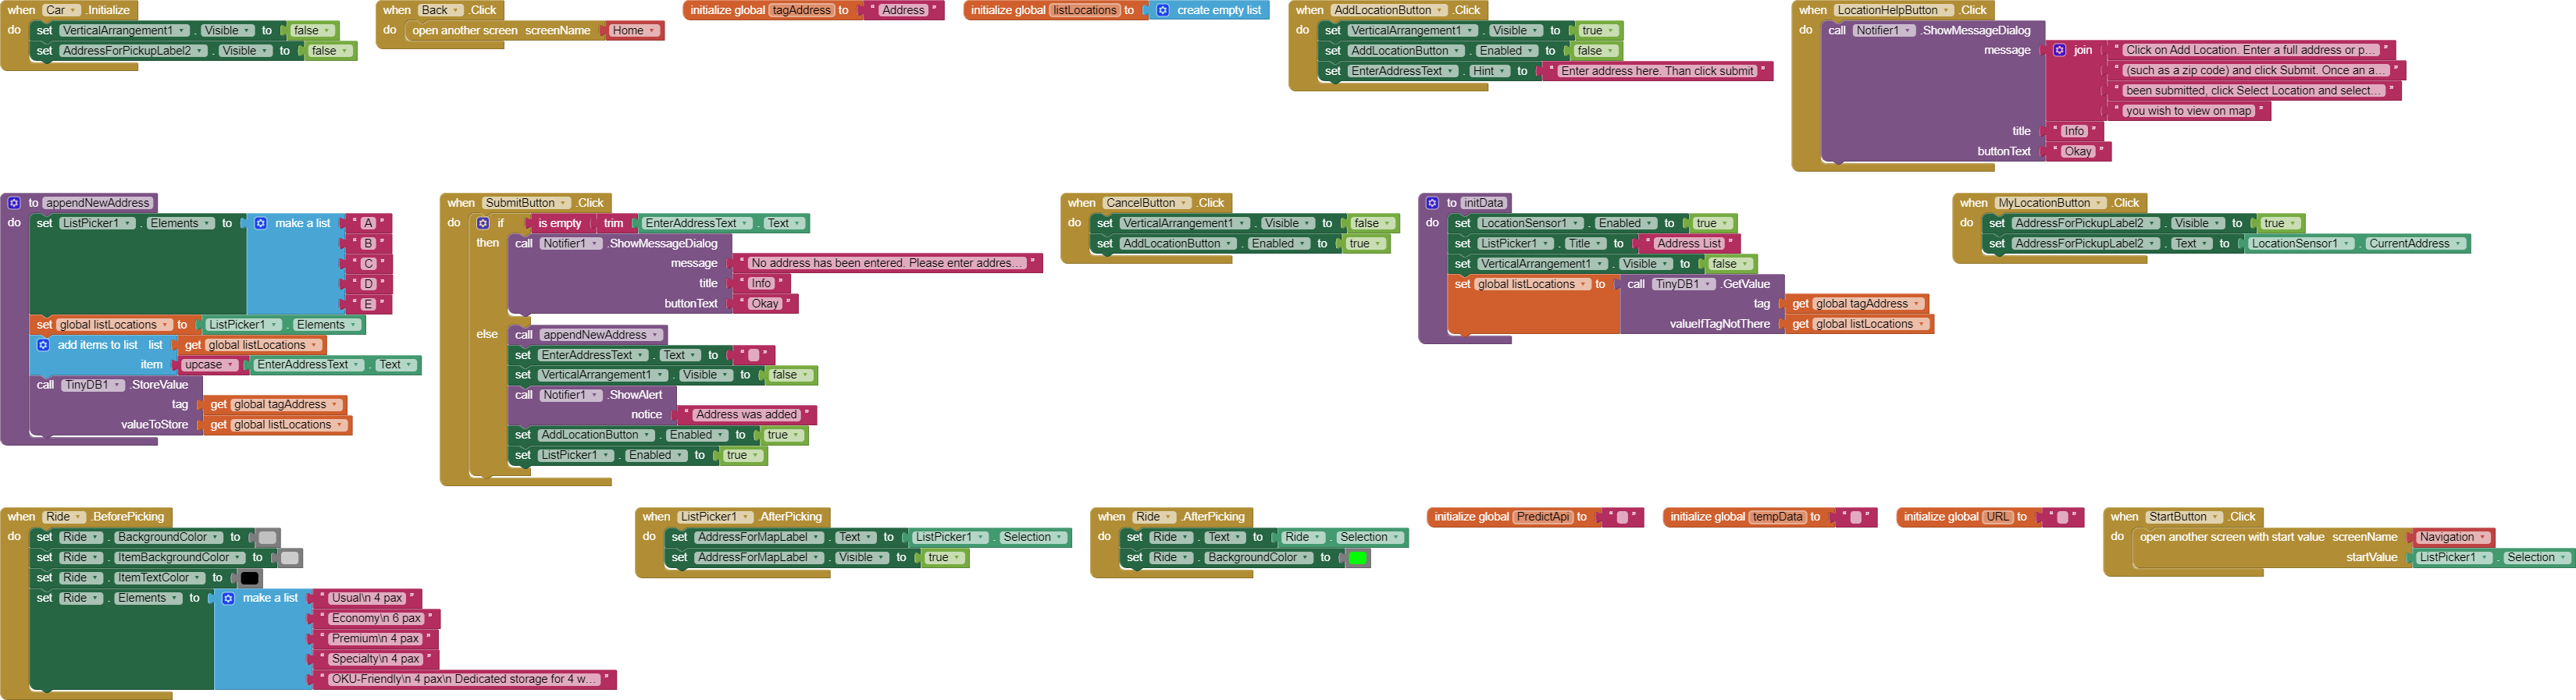 when Car .Initialize
do set VerticalArrangement1 . Visible to false
set AddressForPickupLabel2 . Visible to false
when Back .Click
do open another screen screenName Home
initialize global tagAddress to " Address "
initialize global listLocations to create empty list
when AddLocationButton .Click
do set VerticalArrangement1 . Visible to true
set AddLocationButton . Enabled to false
set EnterAddressText . Hint to " Enter address here. Than click submit "
when LocationHelpButton .Click
do call Notifier1 .ShowMessageDialog
message join " Click on Add Location. Enter a full address or p... "
" (such as a zip code) and click Submit. Once an a... "
" been submitted, click Select Location and select... "
" you wish to view on map "
title " Info "
buttonText " Okay "
to appendNewAddress
do set ListPicker1 . Elements to make a list " A "
" B "
" C "
" D "
" E "
set global listLocations to ListPicker1 . Elements
add items to list list get global listLocations
item upcase EnterAddressText . Text
call TinyDB1 .StoreValue
tag get global tagAddress
valueToStore get global listLocations
when SubmitButton .Click
do if is empty trim EnterAddressText . Text
then call Notifier1 .ShowMessageDialog
message " No address has been entered. Please enter addres... "
title " Info "
buttonText " Okay "
else call appendNewAddress
set EnterAddressText . Text to " "
set VerticalArrangement1 . Visible to false
call Notifier1 .ShowAlert
notice " Address was added "
set AddLocationButton . Enabled to true
set ListPicker1 . Enabled to true
when CancelButton .Click
do set VerticalArrangement1 . Visible to false
set AddLocationButton . Enabled to true
to initData
do set LocationSensor1 . Enabled to true
set ListPicker1 . Title to " Address List "
set VerticalArrangement1 . Visible to false
set global listLocations to call TinyDB1 .GetValue
tag get global tagAddress
valueIfTagNotThere get global listLocations
when MyLocationButton .Click
do set AddressForPickupLabel2 . Visible to true
set AddressForPickupLabel2 . Text to LocationSensor1 . CurrentAddress
when Ride .BeforePicking
do set Ride . BackgroundColor to
set Ride . ItemBackgroundColor to
set Ride . ItemTextColor to
set Ride . Elements to make a list " Usual\n 4 pax "
" Economy\n 6 pax "
" Premium\n 4 pax "
" Specialty\n 4 pax "
" OKU-Friendly\n 4 pax\n Dedicated storage for 4 w... "
when ListPicker1 .AfterPicking
do set AddressForMapLabel . Text to ListPicker1 . Selection
set AddressForMapLabel . Visible to true
when Ride .AfterPicking
do set Ride . Text to Ride . Selection
set Ride . BackgroundColor to
initialize global PredictApi to " "
initialize global tempData to " "
initialize global URL to " "
when StartButton .Click
do open another screen with start value screenName Navigation
startValue ListPicker1 . Selection